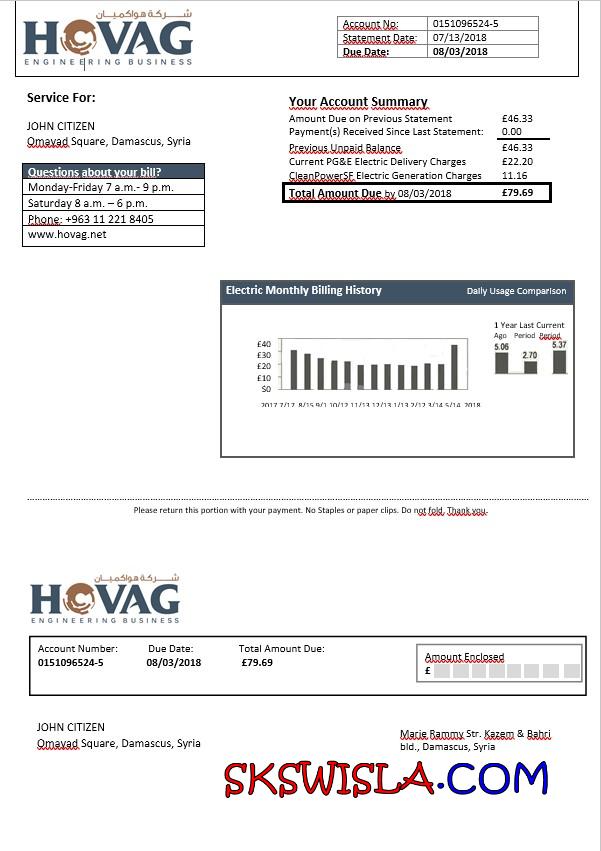 شركة هواكميان
HOVAG
ENGINEERING BUSINESS
Account No: 0151096524-5
Statement Date: 07/13/2018
Due Date: 08/03/2018
Service For:
JOHN CITIZEN
Omayad Square, Damascus, Syria
Questions about your bill?
Monday-Friday 7 a.m.- 9 p.m.
Saturday 8 a.m. – 6 p.m.
Phone: +963 11 221 8405
www.hovag.net
Your Account Summary
Amount Due on Previous Statement £46.33
Payment(s) Received Since Last Statement: 0.00
Previous Unpaid Balance £46.33
Current PG&E Electric Delivery Charges £22.20
CleanPowerSF Electric Generation Charges 11.16
Total Amount Due by 08/03/2018 £79.69
Electric Monthly Billing History Daily Usage Comparison
1 Year Last Current
Ago Period Period
5.06 2.70 5.37
£40
£30
£20
£10
$0
2017 7/17 8/15 9/1 10/12 11/13 12/13 1/13 2/12 3/14 5/14 2018
Please return this portion with your payment. No Staples or paper clips. Do not fold. Thank you.
شركة هواكميان
HOVAG
ENGINEERING BUSINESS
Account Number: Due Date: Total Amount Due:
0151096524-5 08/03/2018 £79.69
Amount Enclosed
£
JOHN CITIZEN
Omayad Square, Damascus, Syria
Marie Rammy Str. Kazem & Bahri
bld., Damascus, Syria
SKSWISLA.COM